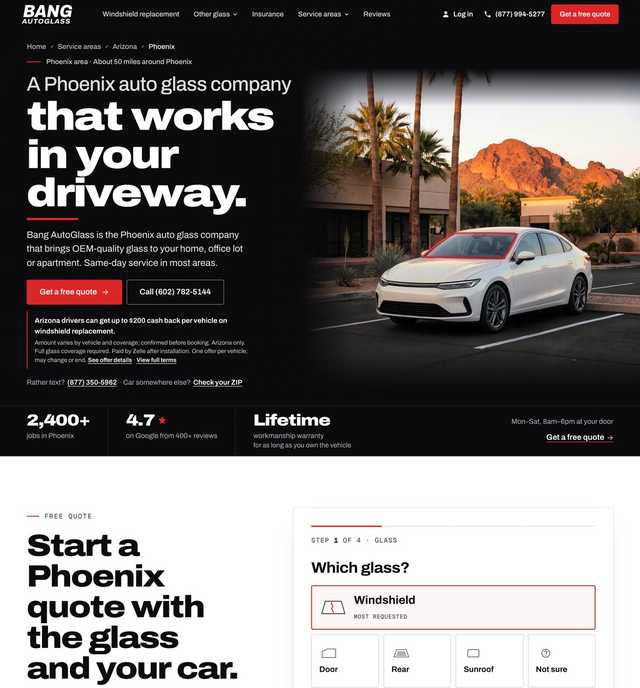 BANG
AUTOGLASS
Windshield replacement
Other glass
Insurance
Service areas
Reviews
Log in
(877) 994-5277
Get a free quote
Home
Service areas
Arizona
Phoenix
Phoenix area · About 50 miles around Phoenix
A Phoenix auto glass company
that works
in your
driveway.
Bang AutoGlass is the Phoenix auto glass company
that brings OEM-quality glass to your home, office lot
or apartment. Same-day service in most areas.
Get a free quote →
Call (602) 782-5144
Arizona drivers can get up to $200 cash back per vehicle on
windshield replacement.
Amount varies by vehicle and coverage; confirmed before booking. Arizona only.
Full glass coverage required. Paid by Zelle after installation. One offer per vehicle;
may change or end. See offer details · View full terms
Rather text? (877) 350-5962 · Car somewhere else? Check your ZIP
2,400+
jobs in Phoenix
4.7 ★
on Google from 400+ reviews
Lifetime
workmanship warranty
for as long as you own the vehicle
Mon–Sat, 8am–6pm at your door
Get a free quote →
FREE QUOTE
Start a
Phoenix
quote with
the glass
and your car.
STEP 1 OF 4 · GLASS
Which glass?
Windshield
MOST REQUESTED
Door
Rear
Sunroof
Not sure